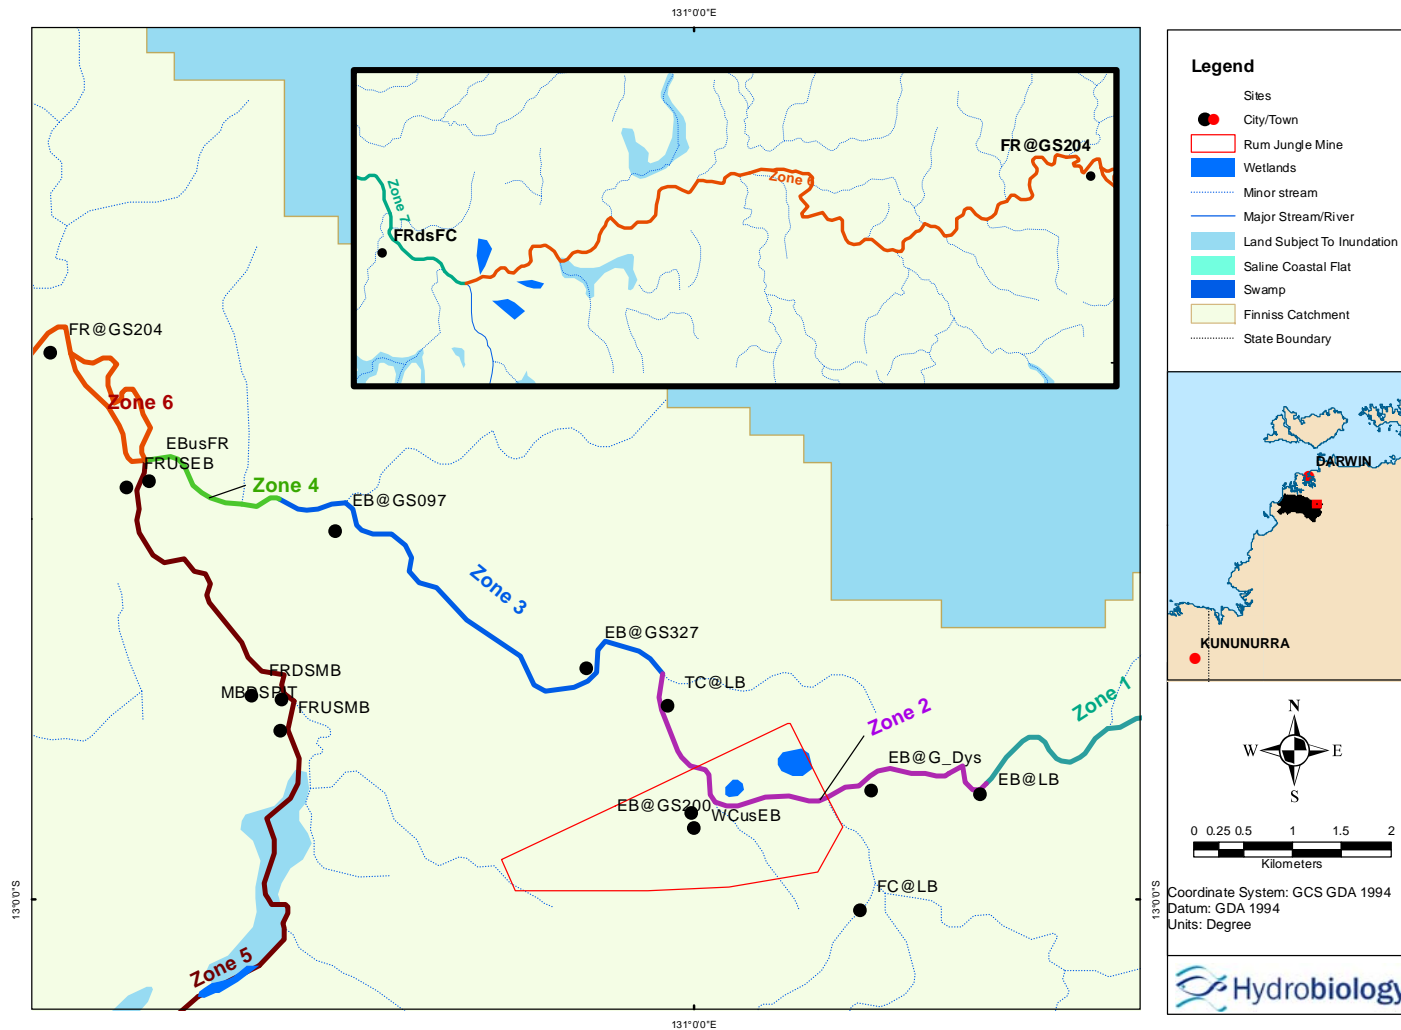 131°0'0"E
FR@GS204
Zone 6
Zone 7
FRdsFC
FR@GS204
Zone 6
EBusFR
FRUSEB
Zone 4
EB@GS097
Zone 3
EB@GS327
FRDSMB
TC@LB
FRUSMB
Zone 1
Zone 2
EB@G_Dys
EB@LB
EB@GS200
WCusEB
FC@LB
Zone 5
13°0'0"S
13°0'0"S
131°0'0"E
Legend
Sites
City/Town
Rum Jungle Mine
Wetlands
Minor stream
Major Stream/River
Land Subject To Inundation
Saline Coastal Flat
Swamp
Finniss Catchment
State Boundary
DARWIN
KUNUNURRA
N
W E
S
0 0.25 0.5 1 1.5 2
Kilometers
Coordinate System: GCS GDA 1994
Datum: GDA 1994
Units: Degree
Hydrobiology